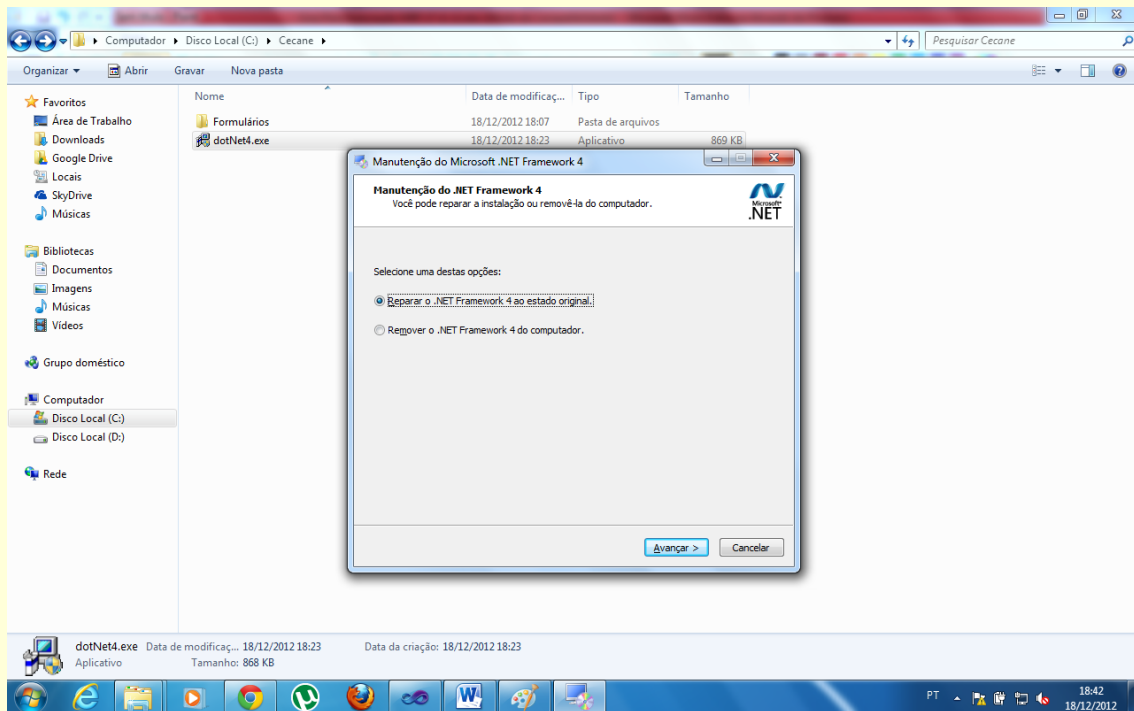 Computador ▸ Disco Local (C:) ▸ Cecane ▸
Pesquisar Cecane
Organizar ▾ Abrir Gravar Nova pasta
Nome Data de modificaç... Tipo Tamanho
Formulários 18/12/2012 18:07 Pasta de arquivos
dotNet4.exe 18/12/2012 18:23 Aplicativo 869 KB
Favoritos
Área de Trabalho
Downloads
Google Drive
Locais
SkyDrive
Músicas
Bibliotecas
Documentos
Imagens
Músicas
Vídeos
Grupo doméstico
Computador
Disco Local (C:)
Disco Local (D:)
Rede
Manutenção do Microsoft .NET Framework 4
Manutenção do .NET Framework 4
Você pode reparar a instalação ou removê-la do computador.
Microsoft
.NET
Selecione uma destas opções:
Reparar o .NET Framework 4 ao estado original.
Remover o .NET Framework 4 do computador.
Avançar >
Cancelar
dotNet4.exe Data de modificaç... 18/12/2012 18:23 Data da criação: 18/12/2012 18:23
Aplicativo Tamanho: 868 KB
PT
18:42
18/12/2012